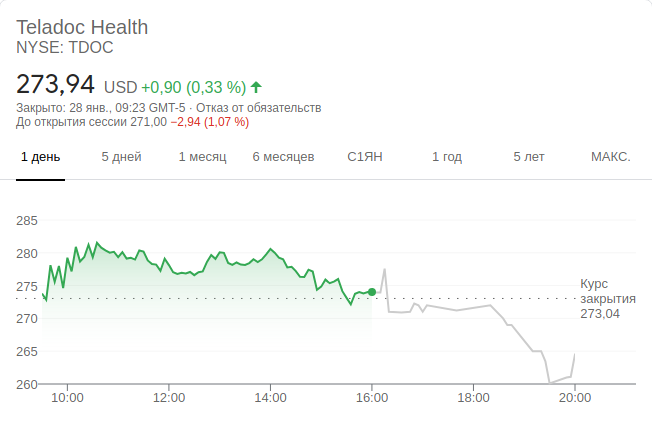 Teladoc Health
NYSE: TDOC
273,94 USD +0,90 (0,33 %)
Закрыто: 28 янв., 09:23 GMT-5 · Отказ от обязательств
До открытия сессии 271,00 −2,94 (1,07 %)
1 день 5 дней 1 месяц 6 месяцев С1ЯН 1 год 5 лет МАКС.
285
280
275
270
265
260
Курс
закрытия
273,04
10:00 12:00 14:00 16:00 18:00 20:00